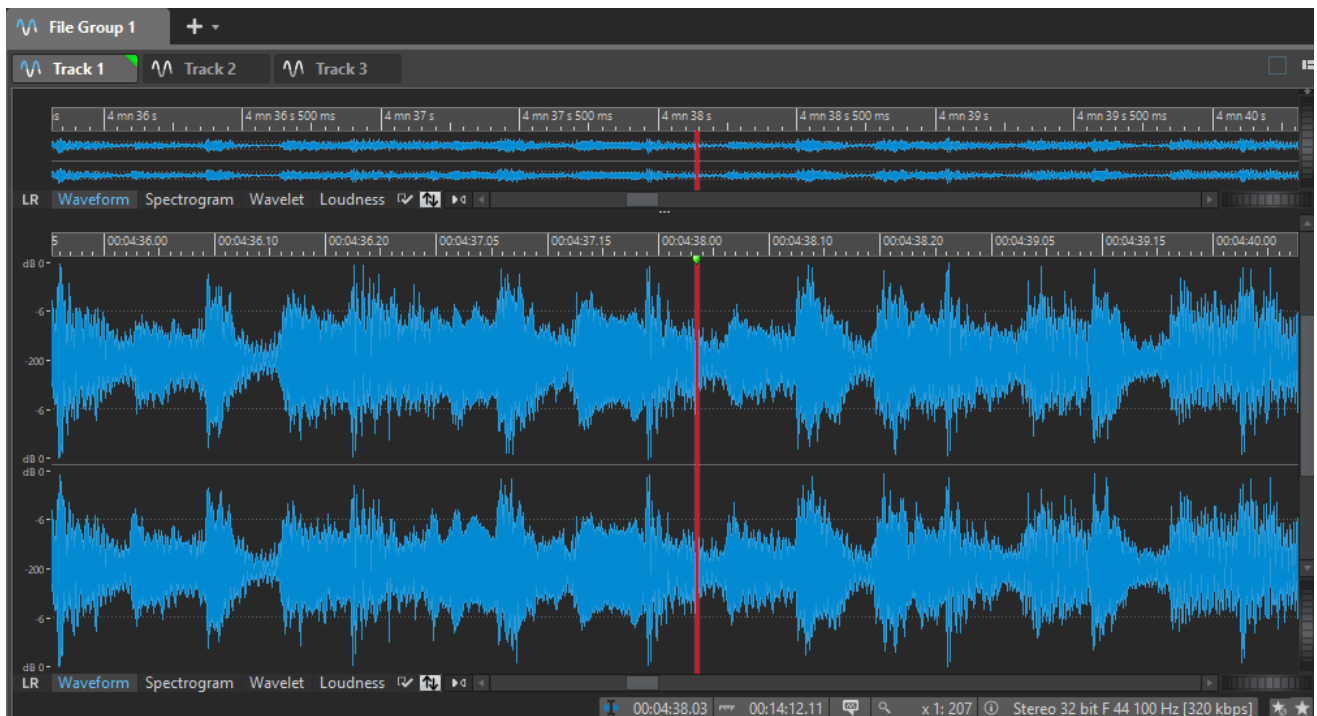 File Group 1
Track 1 Track 2 Track 3
s 4 mn 36 s 4 mn 36 s 500 ms 4 mn 37 s 4 mn 37 s 500 ms 4 mn 38 s 4 mn 38 s 500 ms 4 mn 39 s 4 mn 39 s 500 ms 4 mn 40 s
LR Waveform Spectrogram Wavelet Loudness
5 00:04:36.00 00:04:36.10 00:04:36.20 00:04:37.05 00:04:37.15 00:04:38.00 00:04:38.10 00:04:38.20 00:04:39.05 00:04:39.15 00:04:40.00
dB 0
-6
-200
-6
dB 0
dB 0
-6
-200
-6
dB 0
LR Waveform Spectrogram Wavelet Loudness
00:04:38.03 00:14:12.11 x 1: 207 Stereo 32 bit F 44 100 Hz [320 kbps]